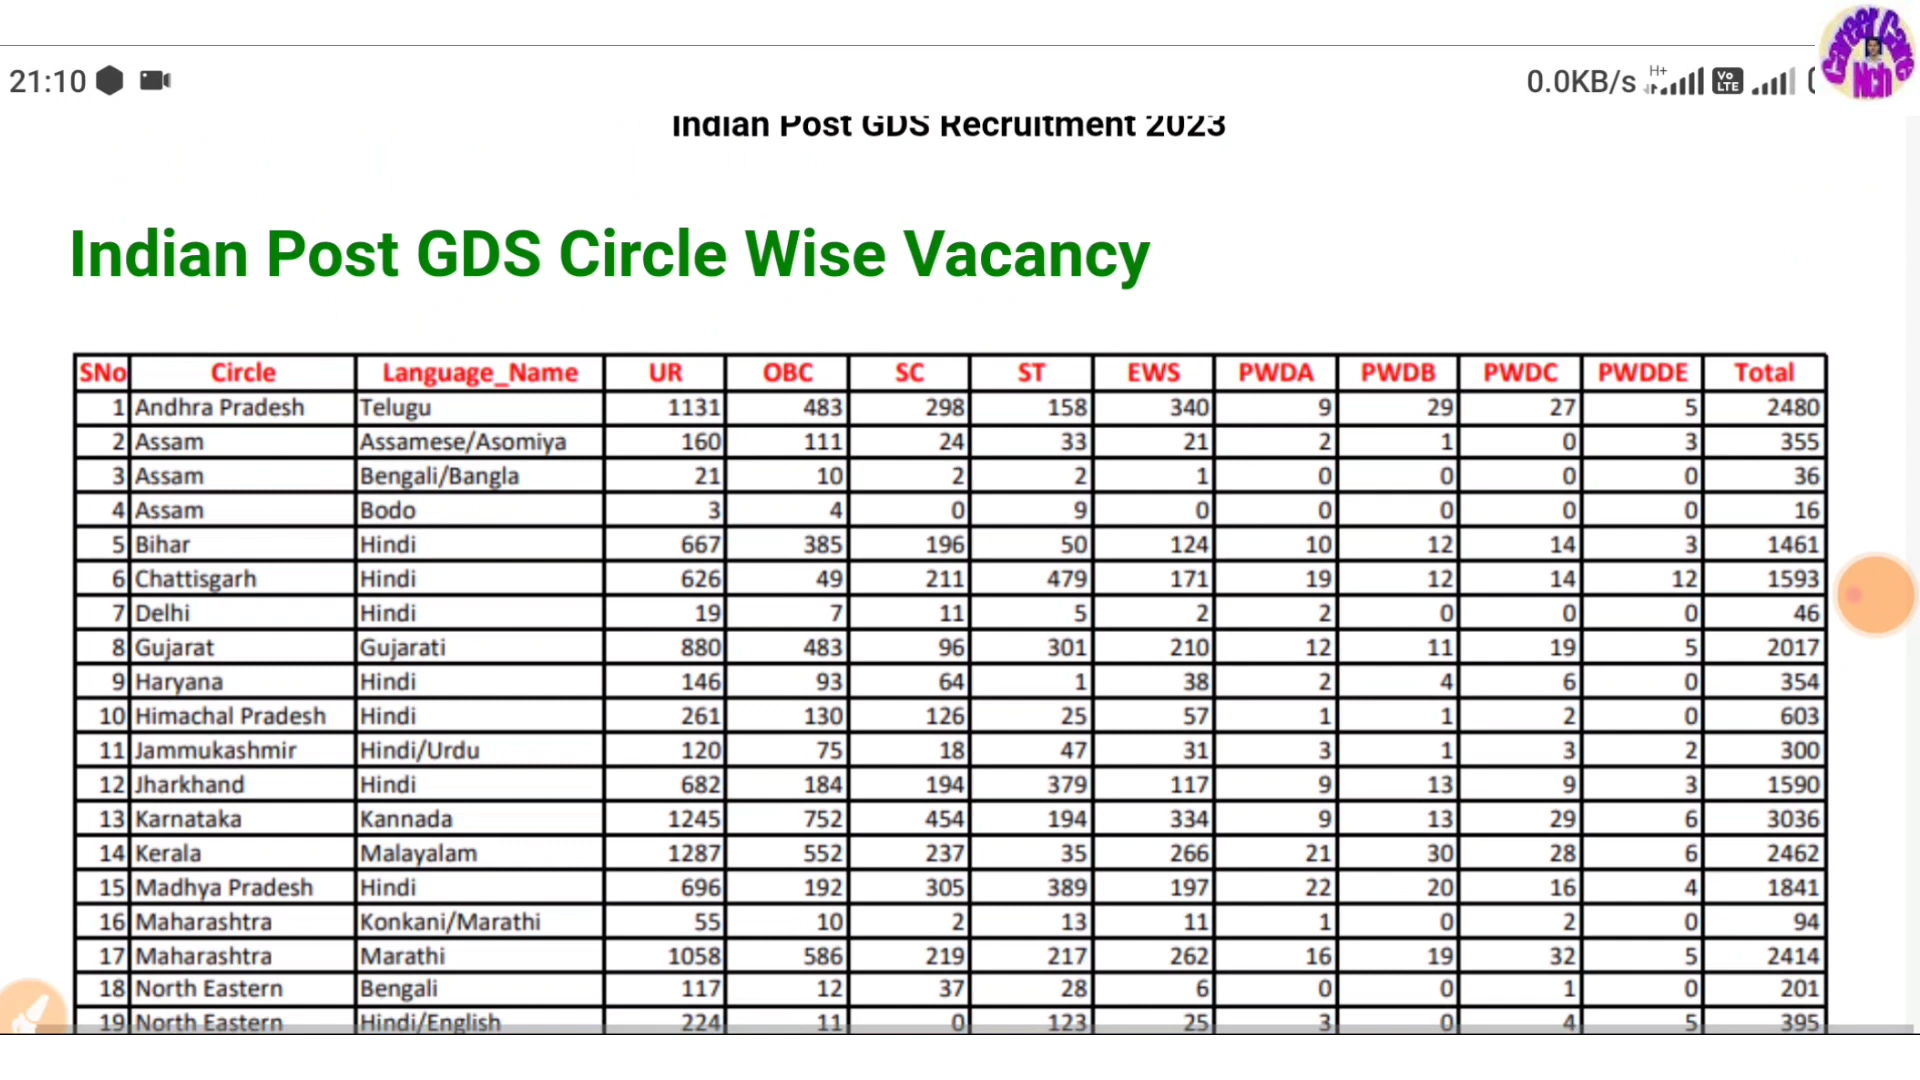 21:10 0.0KB/s H+ Vo LTE
Career Care
Nch
Indian Post GDS Recruitment 2023
Indian Post GDS Circle Wise Vacancy
SNo Circle Language_Name UR OBC SC ST EWS PWDA PWDB PWDC PWDDE Total
1 Andhra Pradesh Telugu 1131 483 298 158 340 9 29 27 5 2480
2 Assam Assamese/Asomiya 160 111 24 33 21 2 1 0 3 355
3 Assam Bengali/Bangla 21 10 2 2 1 0 0 0 0 36
4 Assam Bodo 3 4 0 9 0 0 0 0 0 16
5 Bihar Hindi 667 385 196 50 124 10 12 14 3 1461
6 Chattisgarh Hindi 626 49 211 479 171 19 12 14 12 1593
7 Delhi Hindi 19 7 11 5 2 2 0 0 0 46
8 Gujarat Gujarati 880 483 96 301 210 12 11 19 5 2017
9 Haryana Hindi 146 93 64 1 38 2 4 6 0 354
10 Himachal Pradesh Hindi 261 130 126 25 57 1 1 2 0 603
11 Jammukashmir Hindi/Urdu 120 75 18 47 31 3 1 3 2 300
12 Jharkhand Hindi 682 184 194 379 117 9 13 9 3 1590
13 Karnataka Kannada 1245 752 454 194 334 9 13 29 6 3036
14 Kerala Malayalam 1287 552 237 35 266 21 30 28 6 2462
15 Madhya Pradesh Hindi 696 192 305 389 197 22 20 16 4 1841
16 Maharashtra Konkani/Marathi 55 10 2 13 11 1 0 2 0 94
17 Maharashtra Marathi 1058 586 219 217 262 16 19 32 5 2414
18 North Eastern Bengali 117 12 37 28 6 0 0 1 0 201
19 North Eastern Hindi/English 224 11 0 123 25 3 0 4 5 395